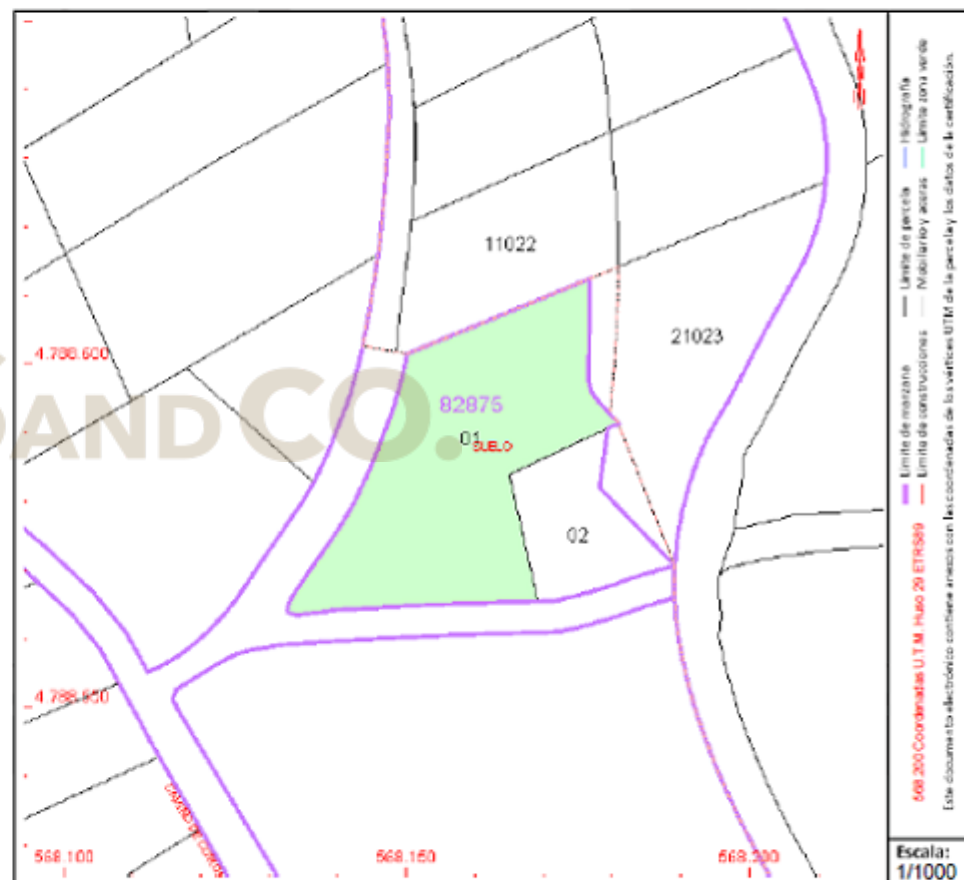 11022
21023
4.788.600
AND CO.
82875
01
SUELO
02
4.788.550
568.100
568.150
568.200
Hidrografía
Límite zona verde
Límite de parcela
Mobiliario y aceras
Límite de manzana
Límite de construcciones
568.200 Coordenadas U.T.M. Huso 29 ETRS89
Este documento electrónico contiene anexos con las coordenadas de los vértices UTM de la parcela y los datos de la certificación.
Escala:
1/1000